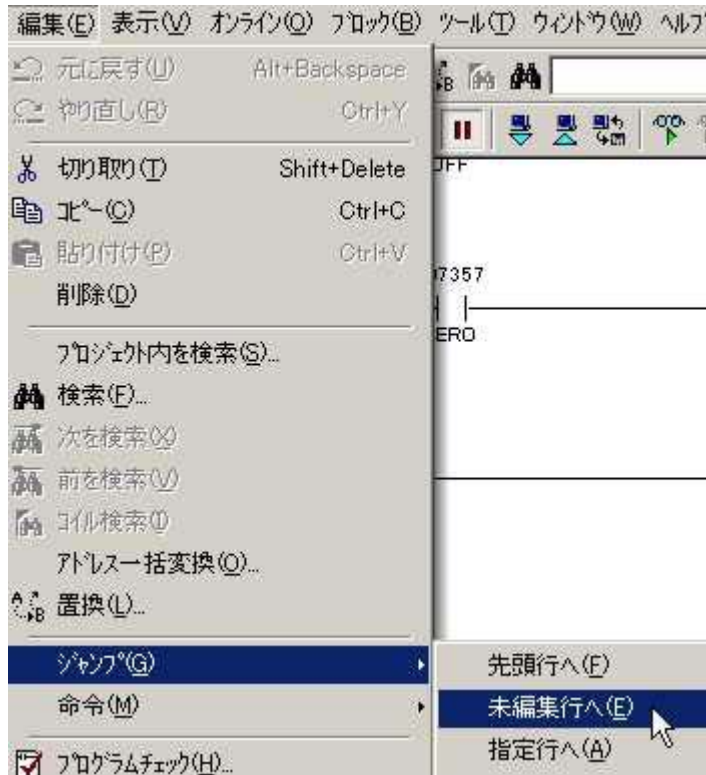 編集(E) 表示(V) オンライン(O) ブロック(B) ツール(T) ウィンドウ(W) ヘルプ
元に戻す(U) Alt+Backspace
やり直し(R) Ctrl+Y
切り取り(T) Shift+Delete
コピー(C) Ctrl+C
貼り付け(P) Ctrl+V
削除(D)
プロジェクト内を検索(S)...
検索(F)...
次を検索(X)
前を検索(V)
コイル検索(I)
アドレス一括変換(O)...
置換(L)...
ジャンプ(G)
命令(M)
プログラムチェック(H)...
先頭行へ(F)
未編集行へ(E)
指定行へ(A)
7357
ERO